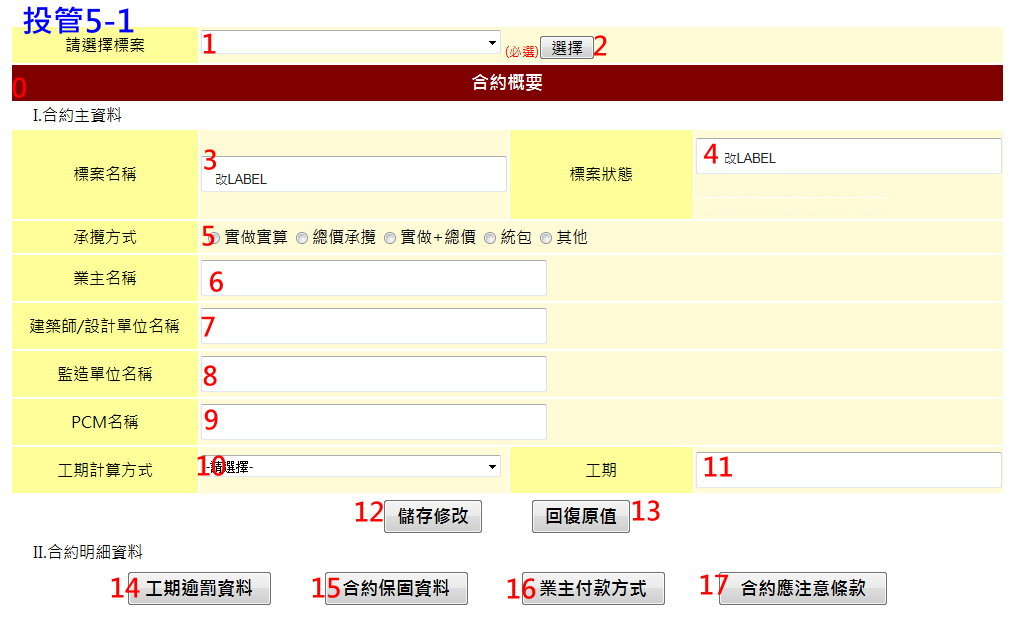 投管5-1
請選擇標案 1 (必選) 選擇 2
0 合約概要
I.合約主資料
標案名稱 3 改LABEL 標案狀態 4 改LABEL
承攬方式 5 實做實算 總價承攬 實做+總價 統包 其他
業主名稱 6
建築師/設計單位名稱 7
監造單位名稱 8
PCM名稱 9
工期計算方式 10 -請選擇- 工期 11
12 儲存修改 回復原值 13
II.合約明細資料
14 工期逾罰資料 15 合約保固資料 16 業主付款方式 17 合約應注意條款